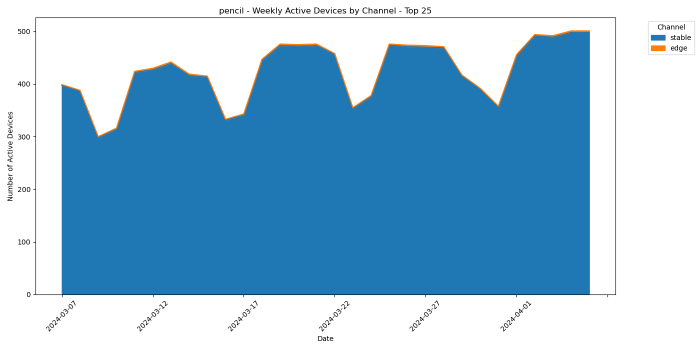 pencil - Weekly Active Devices by Channel - Top 25
Channel
stable
edge
Number of Active Devices
500
400
300
200
100
0
2024-03-07
2024-03-12
2024-03-17
2024-03-22
2024-03-27
2024-04-01
Date